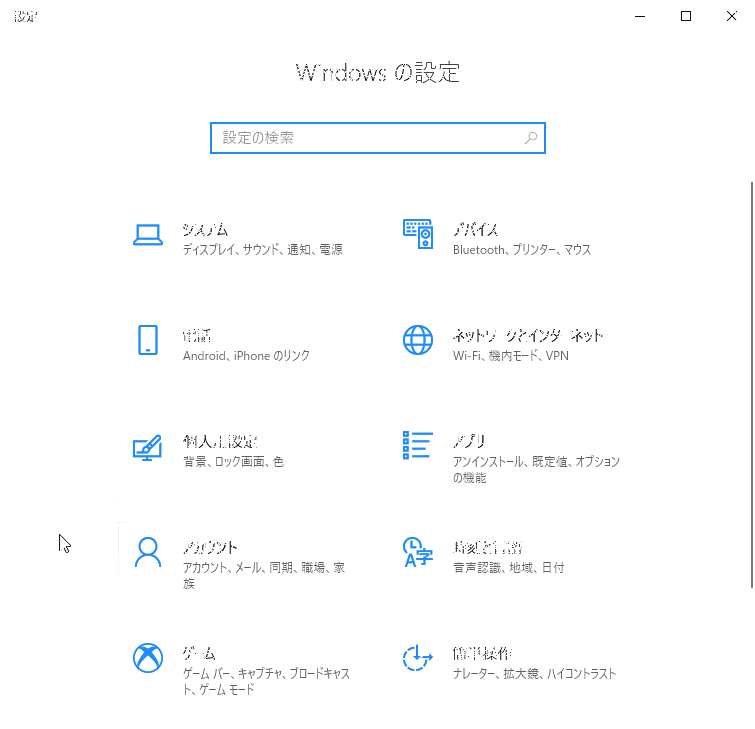 設定
Windows の設定
設定の検索
システム
ディスプレイ、サウンド、通知、電源
デバイス
Bluetooth、プリンター、マウス
電話
Android、iPhone のリンク
ネットワークとインターネット
Wi-Fi、機内モード、VPN
個人用設定
背景、ロック画面、色
アプリ
アンインストール、既定値、オプション
の機能
アカウント
アカウント、メール、同期、職場、家
族
時刻と言語
音声認識、地域、日付
ゲーム
ゲーム バー、キャプチャ、ブロードキャス
ト、ゲーム モード
簡単操作
ナレーター、拡大鏡、ハイコントラスト